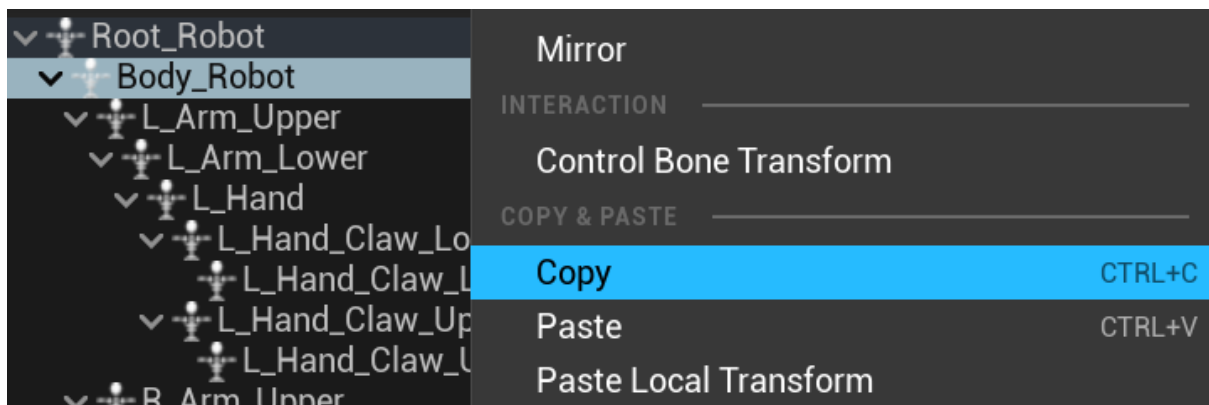 Root_Robot
Body_Robot
L_Arm_Upper
L_Arm_Lower
L_Hand
L_Hand_Claw_Lo
L_Hand_Claw_L
L_Hand_Claw_Up
L_Hand_Claw_U
R_Arm_Upper
Mirror
INTERACTION
Control Bone Transform
COPY & PASTE
Copy CTRL+C
Paste CTRL+V
Paste Local Transform